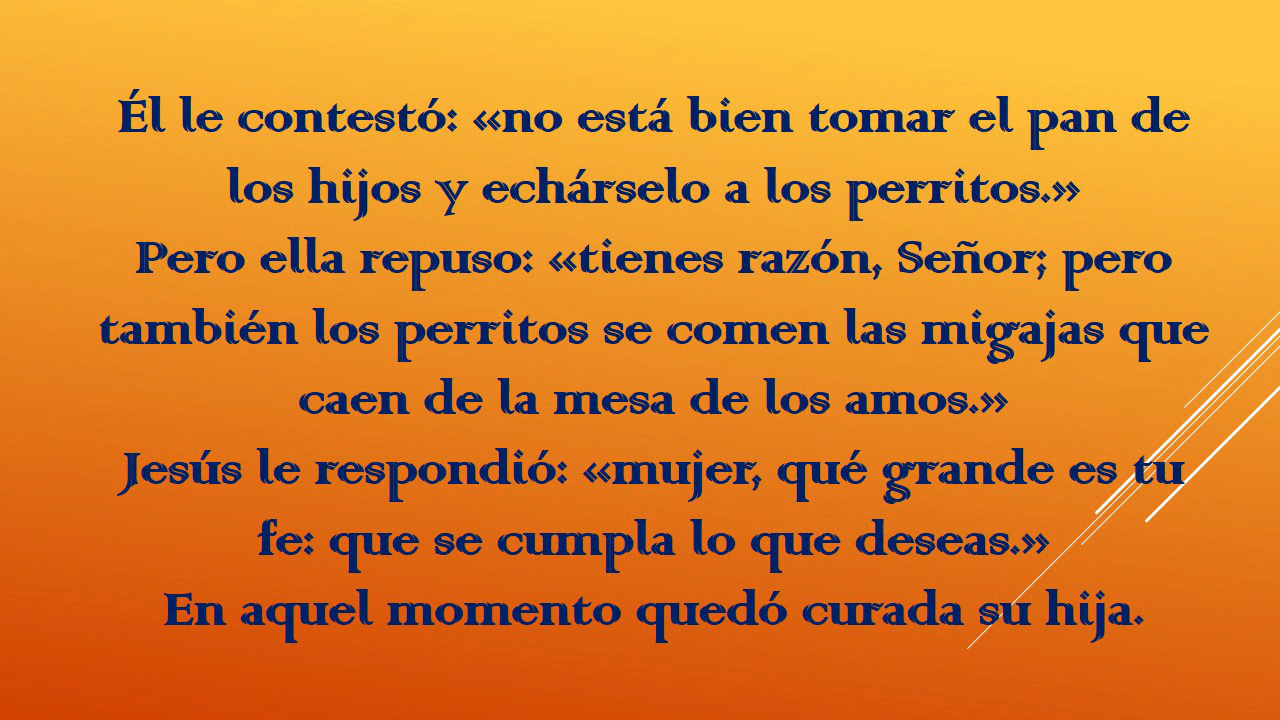 Él le contestó: «no está bien tomar el pan de
los hijos y echárselo a los perritos.»
Pero ella repuso: «tienes razón, Señor; pero
también los perritos se comen las migajas que
caen de la mesa de los amos.»
Jesús le respondió: «mujer, qué grande es tu
fe: que se cumpla lo que deseas.»
En aquel momento quedó curada su hija.